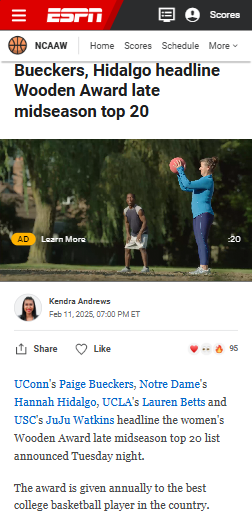 ESPN
Scores
NCAAW
Home Scores Schedule More
Bueckers, Hidalgo headline
Wooden Award late
midseason top 20
AD Learn More :20
Kendra Andrews
Feb 11, 2025, 07:00 PM ET
Share Like 95
UConn's Paige Bueckers, Notre Dame's
Hannah Hidalgo, UCLA's Lauren Betts and
USC's JuJu Watkins headline the women's
Wooden Award late midseason top 20 list
announced Tuesday night.
The award is given annually to the best
college basketball player in the country.